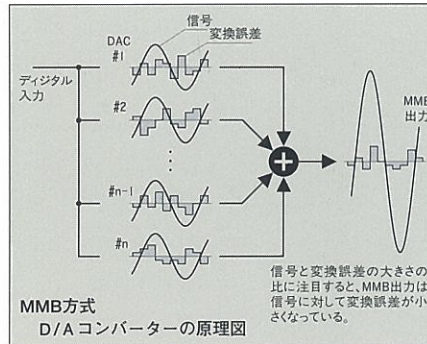 信号
変換誤差
DAC
#1
ディジタル
入力
#2
#n-1
#n
MMB
出力
信号と変換誤差の大きさの
比に注目すると、MMB出力は
信号に対して変換誤差が小
さくなっている。
MMB方式
D/Aコンバーターの原理図